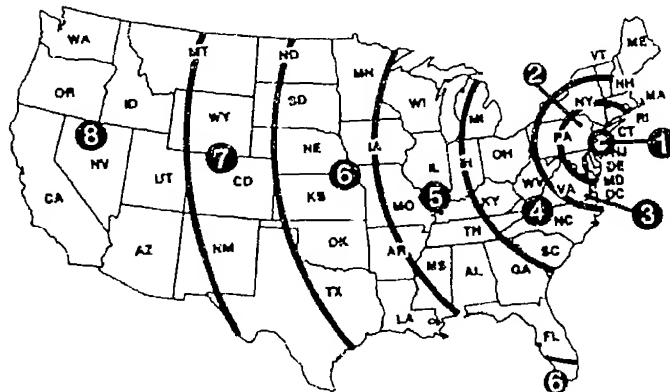 WA
MT
ND
MN
VT
ME
NH
OR
ID
WY
SD
WI
MI
2
NY
MA
RI
CT
8
NV
7
NE
IA
IL
IN
OH
PA
1
NJ
DE
MD
DC
CA
UT
CO
6
KS
MO
5
KY
WV
VA
3
4
NC
AZ
NM
OK
AR
TN
SC
TX
LA
MS
AL
GA
FL
6